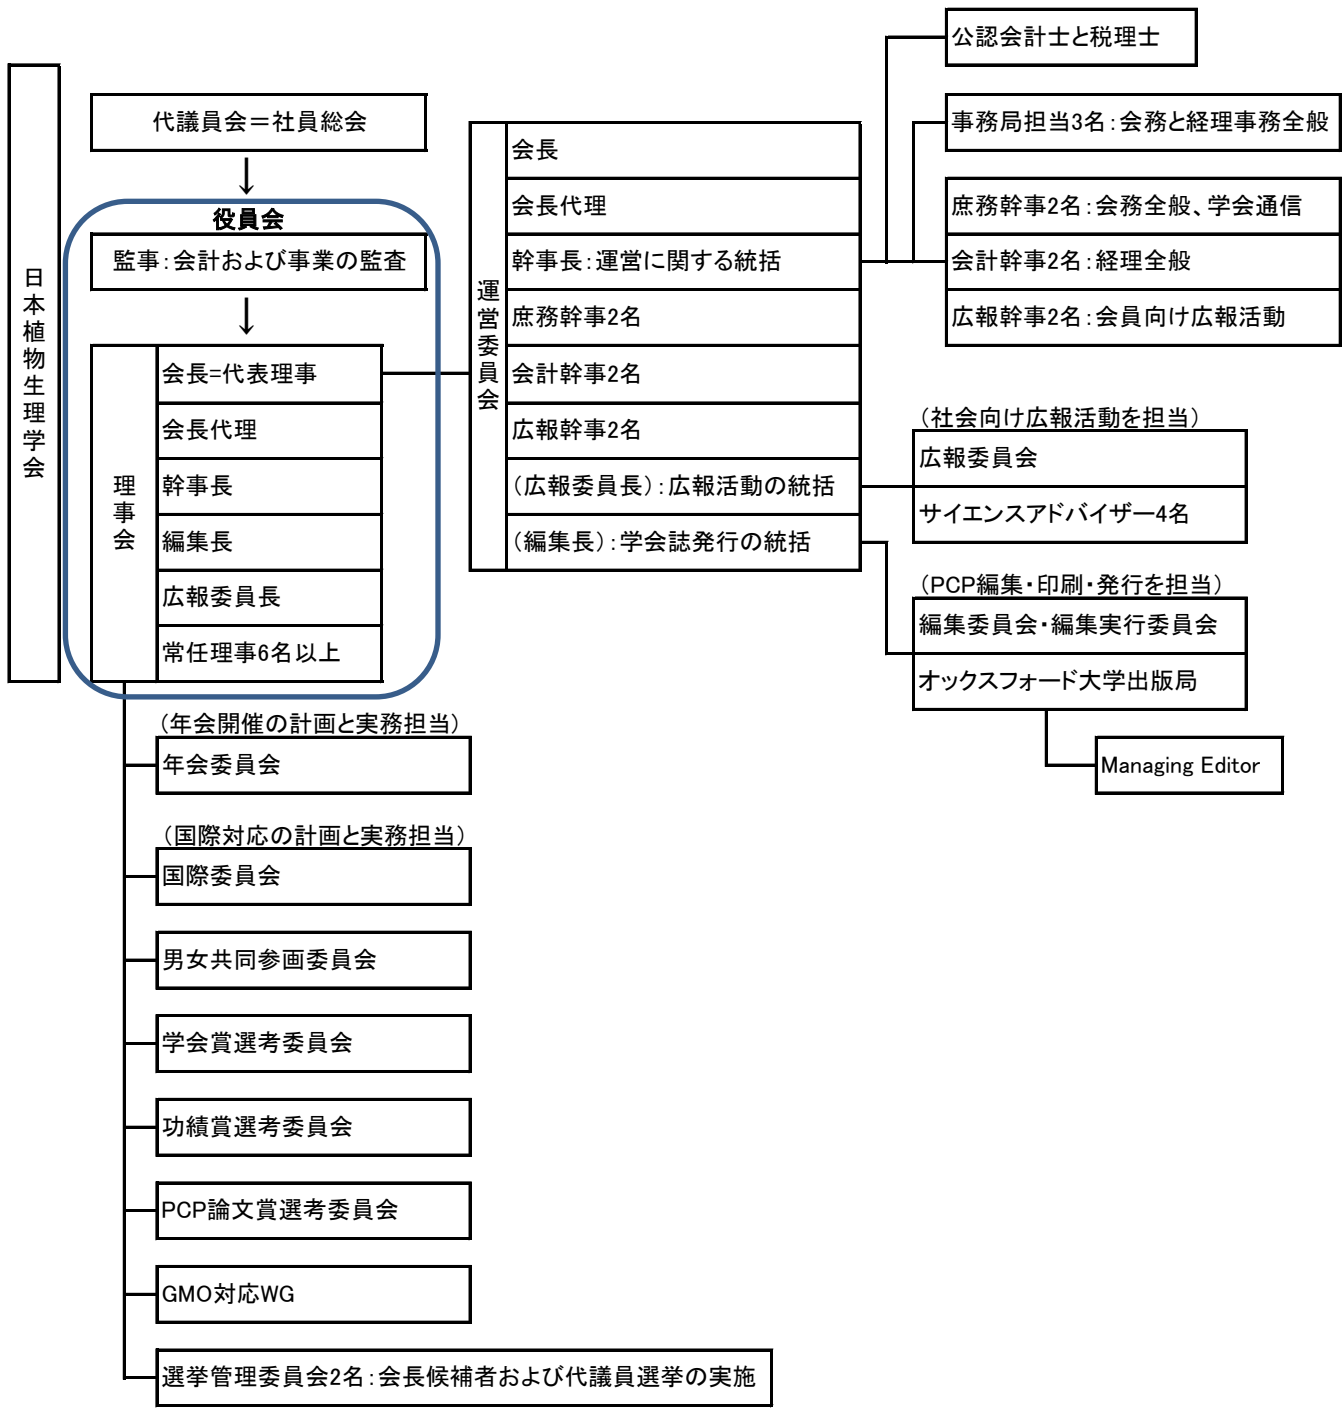 日本植物生理学会
代議員会＝社員総会
↓
役員会
監事：会計および事業の監査
↓
理事会
会長=代表理事
会長代理
幹事長
編集長
広報委員長
常任理事6名以上
運営委員会
会長
会長代理
幹事長：運営に関する統括
庶務幹事2名
会計幹事2名
広報幹事2名
（広報委員長）：広報活動の統括
（編集長）：学会誌発行の統括
公認会計士と税理士
事務局担当3名：会務と経理事務全般
庶務幹事2名：会務全般、学会通信
会計幹事2名：経理全般
広報幹事2名：会員向け広報活動
（社会向け広報活動を担当）
広報委員会
サイエンスアドバイザー4名
（PCP編集・印刷・発行を担当）
編集委員会・編集実行委員会
オックスフォード大学出版局
Managing Editor
（年会開催の計画と実務担当）
年会委員会
（国際対応の計画と実務担当）
国際委員会
男女共同参画委員会
学会賞選考委員会
功績賞選考委員会
PCP論文賞選考委員会
GMO対応WG
選挙管理委員会2名：会長候補者および代議員選挙の実施